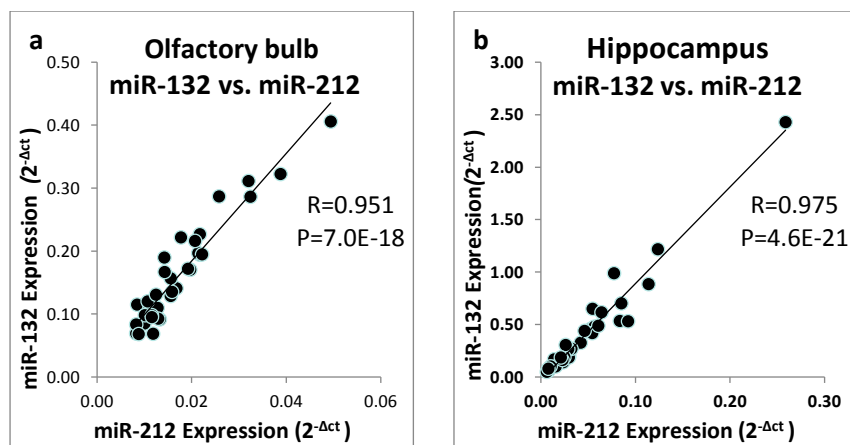 a
Olfactory bulb
miR-132 vs. miR-212
0.50
0.40
0.30
0.20
0.10
0.00
miR-132 Expression (2-Δct)
R=0.951
P=7.0E-18
0.00
0.02
0.04
0.06
miR-212 Expression (2-Δct)
b
Hippocampus
miR-132 vs. miR-212
3.00
2.50
2.00
1.50
1.00
0.50
0.00
miR-132 Expression(2-Δct)
R=0.975
P=4.6E-21
0.00
0.10
0.20
0.30
miR-212 Expression (2-Δct)